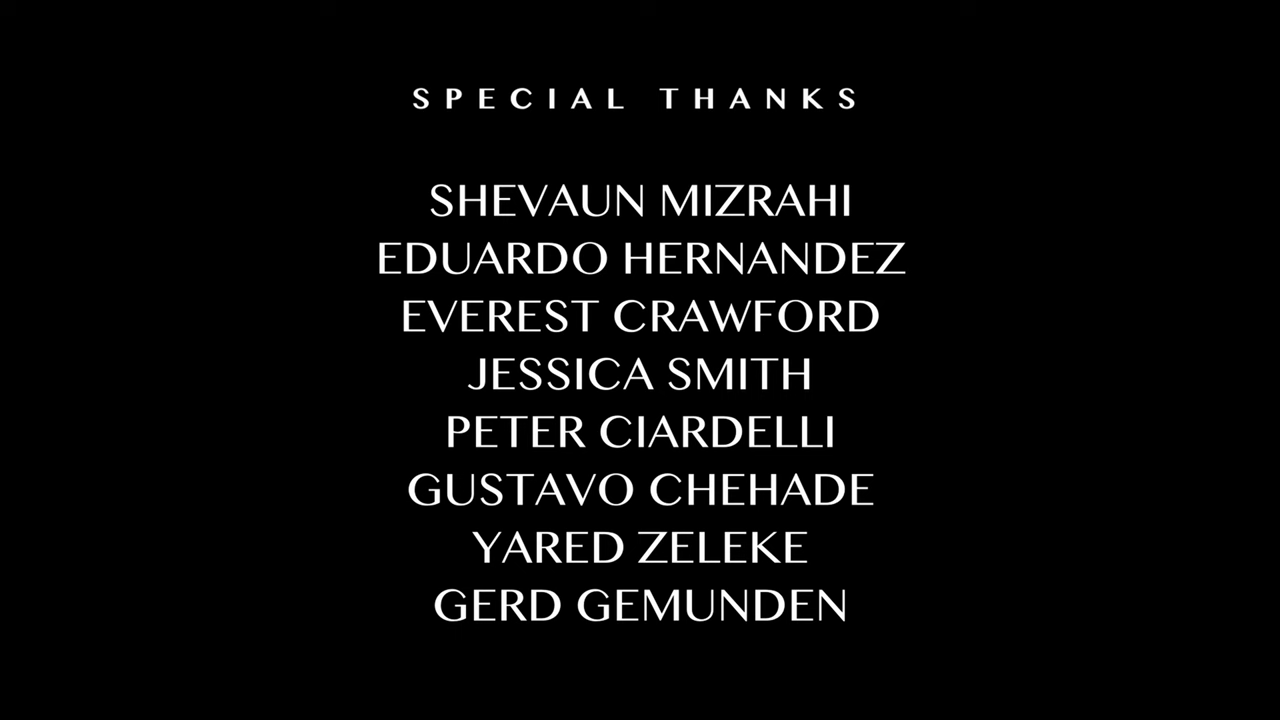 SPECIAL THANKS
SHEVAUN MIZRAHI
EDUARDO HERNANDEZ
EVEREST CRAWFORD
JESSICA SMITH
PETER CIARDELLI
GUSTAVO CHEHADE
YARED ZELEKE
GERD GEMUNDEN